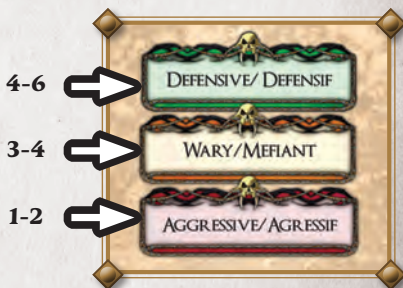 4-6 DEFENSIVE/ DEFENSIF
3-4 WARY/MEFIANT
1-2 AGGRESSIVE/AGRESSIF